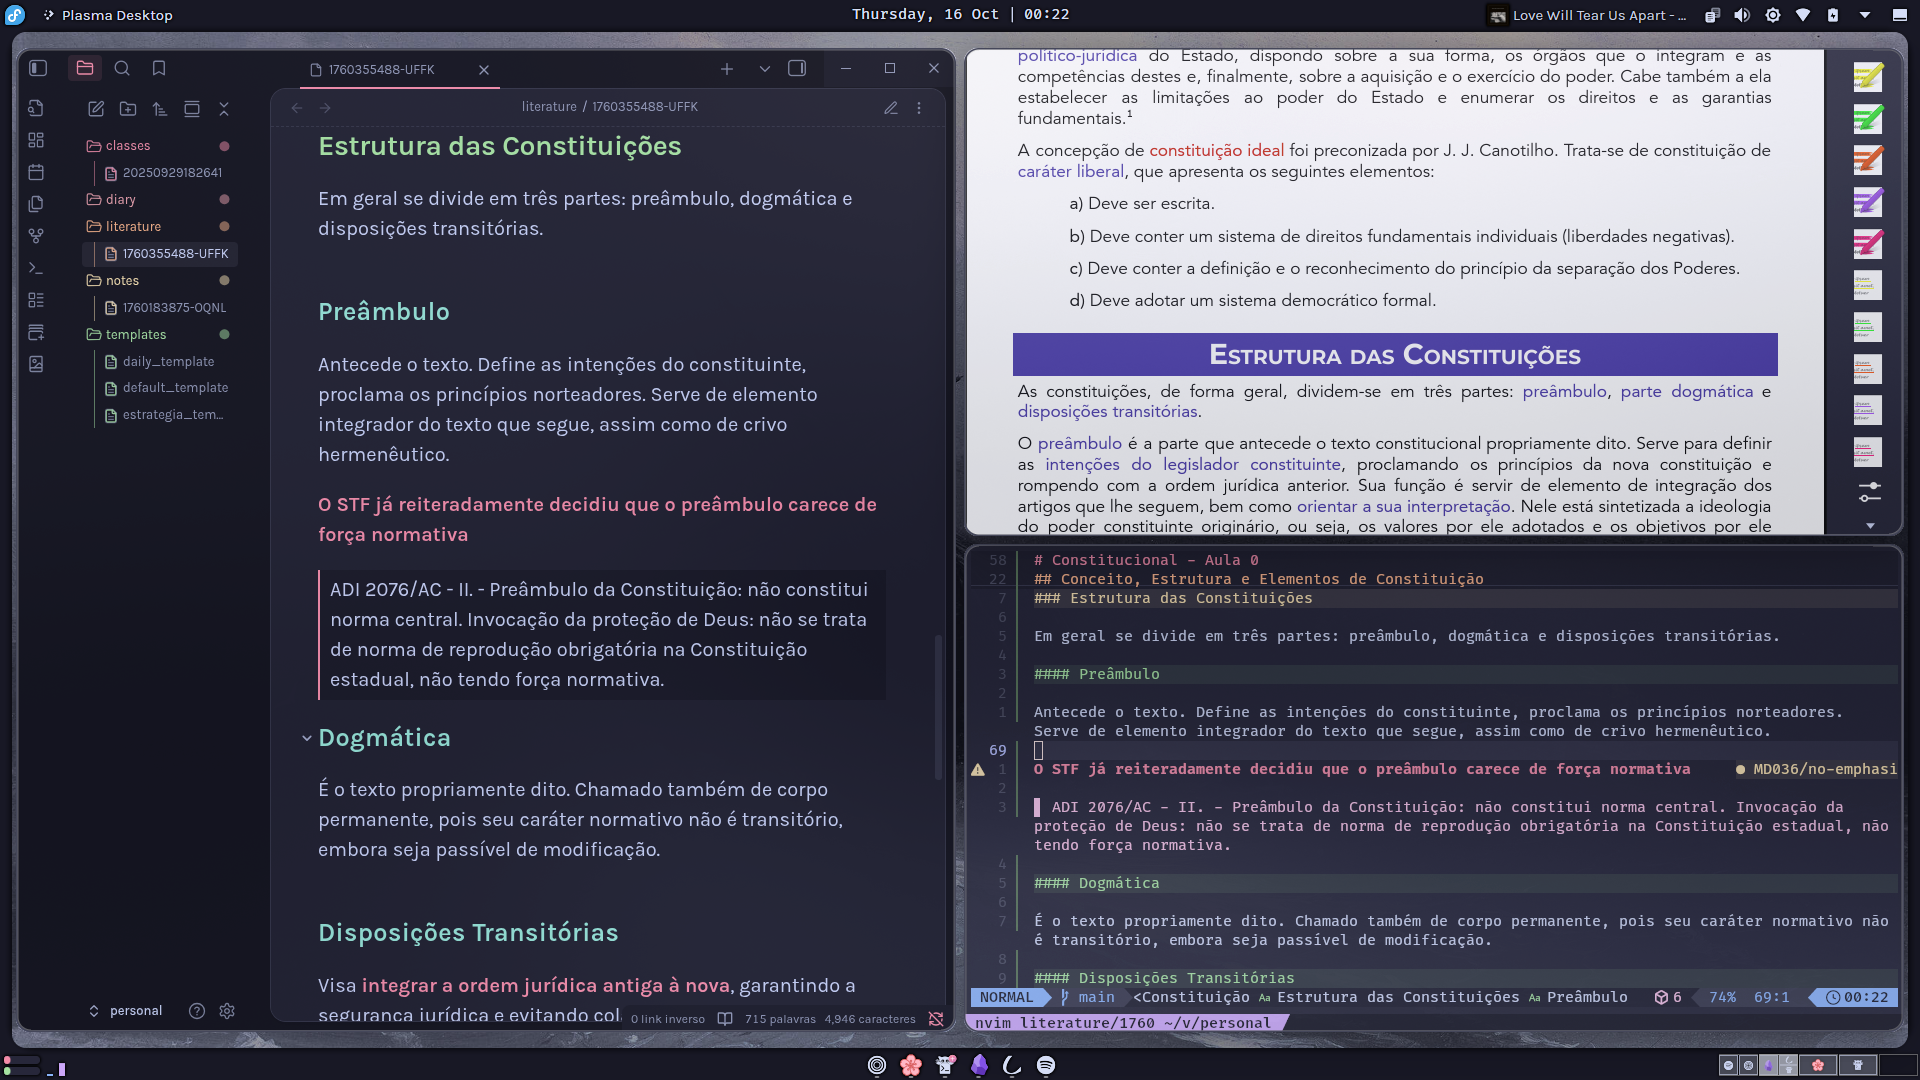 Plasma Desktop
Thursday, 16 Oct | 00:22
Love Will Tear Us Apart - ...
1760355488-UFFK
literature / 1760355488-UFFK
classes
20250929182641
diary
literature
1760355488-UFFK
notes
1760183875-OQNL
templates
daily_template
default_template
estrategia_tem...
personal
Estrutura das Constituições
Em geral se divide em três partes: preâmbulo, dogmática e
disposições transitórias.
Preâmbulo
Antecede o texto. Define as intenções do constituinte,
proclama os princípios norteadores. Serve de elemento
integrador do texto que segue, assim como de crivo
hermenêutico.
O STF já reiteradamente decidiu que o preâmbulo carece de
força normativa
ADI 2076/AC - II. - Preâmbulo da Constituição: não constitui
norma central. Invocação da proteção de Deus: não se trata
de norma de reprodução obrigatória na Constituição
estadual, não tendo força normativa.
Dogmática
É o texto propriamente dito. Chamado também de corpo
permanente, pois seu caráter normativo não é transitório,
embora seja passível de modificação.
Disposições Transitórias
Visa integrar a ordem jurídica antiga à nova, garantindo a
segurança jurídica e evitando col
0 link inverso 715 palavras 4,946 caracteres
político-jurídica do Estado, dispondo sobre a sua forma, os órgãos que o integram e as
competências destes e, finalmente, sobre a aquisição e o exercício do poder. Cabe também a ela
estabelecer as limitações ao poder do Estado e enumerar os direitos e as garantias
fundamentais.¹
A concepção de constituição ideal foi preconizada por J. J. Canotilho. Trata-se de constituição de
caráter liberal, que apresenta os seguintes elementos:
a) Deve ser escrita.
b) Deve conter um sistema de direitos fundamentais individuais (liberdades negativas).
c) Deve conter a definição e o reconhecimento do princípio da separação dos Poderes.
d) Deve adotar um sistema democrático formal.
ESTRUTURA DAS CONSTITUIÇÕES
As constituições, de forma geral, dividem-se em três partes: preâmbulo, parte dogmática e
disposições transitórias.
O preâmbulo é a parte que antecede o texto constitucional propriamente dito. Serve para definir
as intenções do legislador constituinte, proclamando os princípios da nova constituição e
rompendo com a ordem jurídica anterior. Sua função é servir de elemento de integração dos
artigos que lhe seguem, bem como orientar a sua interpretação. Nele está sintetizada a ideologia
do poder constituinte originário, ou seja, os valores por ele adotados e os objetivos por ele
58 # Constitucional - Aula 0
22 ## Conceito, Estrutura e Elementos de Constituição
7 ### Estrutura das Constituições
6
5 Em geral se divide em três partes: preâmbulo, dogmática e disposições transitórias.
4
3 #### Preâmbulo
2
1 Antecede o texto. Define as intenções do constituinte, proclama os princípios norteadores.
Serve de elemento integrador do texto que segue, assim como de crivo hermenêutico.
69
1 O STF já reiteradamente decidiu que o preâmbulo carece de força normativa ● MD036/no-emphasi
2
3 ADI 2076/AC - II. - Preâmbulo da Constituição: não constitui norma central. Invocação da
proteção de Deus: não se trata de norma de reprodução obrigatória na Constituição estadual, não
tendo força normativa.
4
5 #### Dogmática
6
7 É o texto propriamente dito. Chamado também de corpo permanente, pois seu caráter normativo não
é transitório, embora seja passível de modificação.
8
9 #### Disposições Transitórias
NORMAL main <Constituição Aa Estrutura das Constituições Aa Preâmbulo 6 74% 69:1 00:22
nvim literature/1760 ~/v/personal